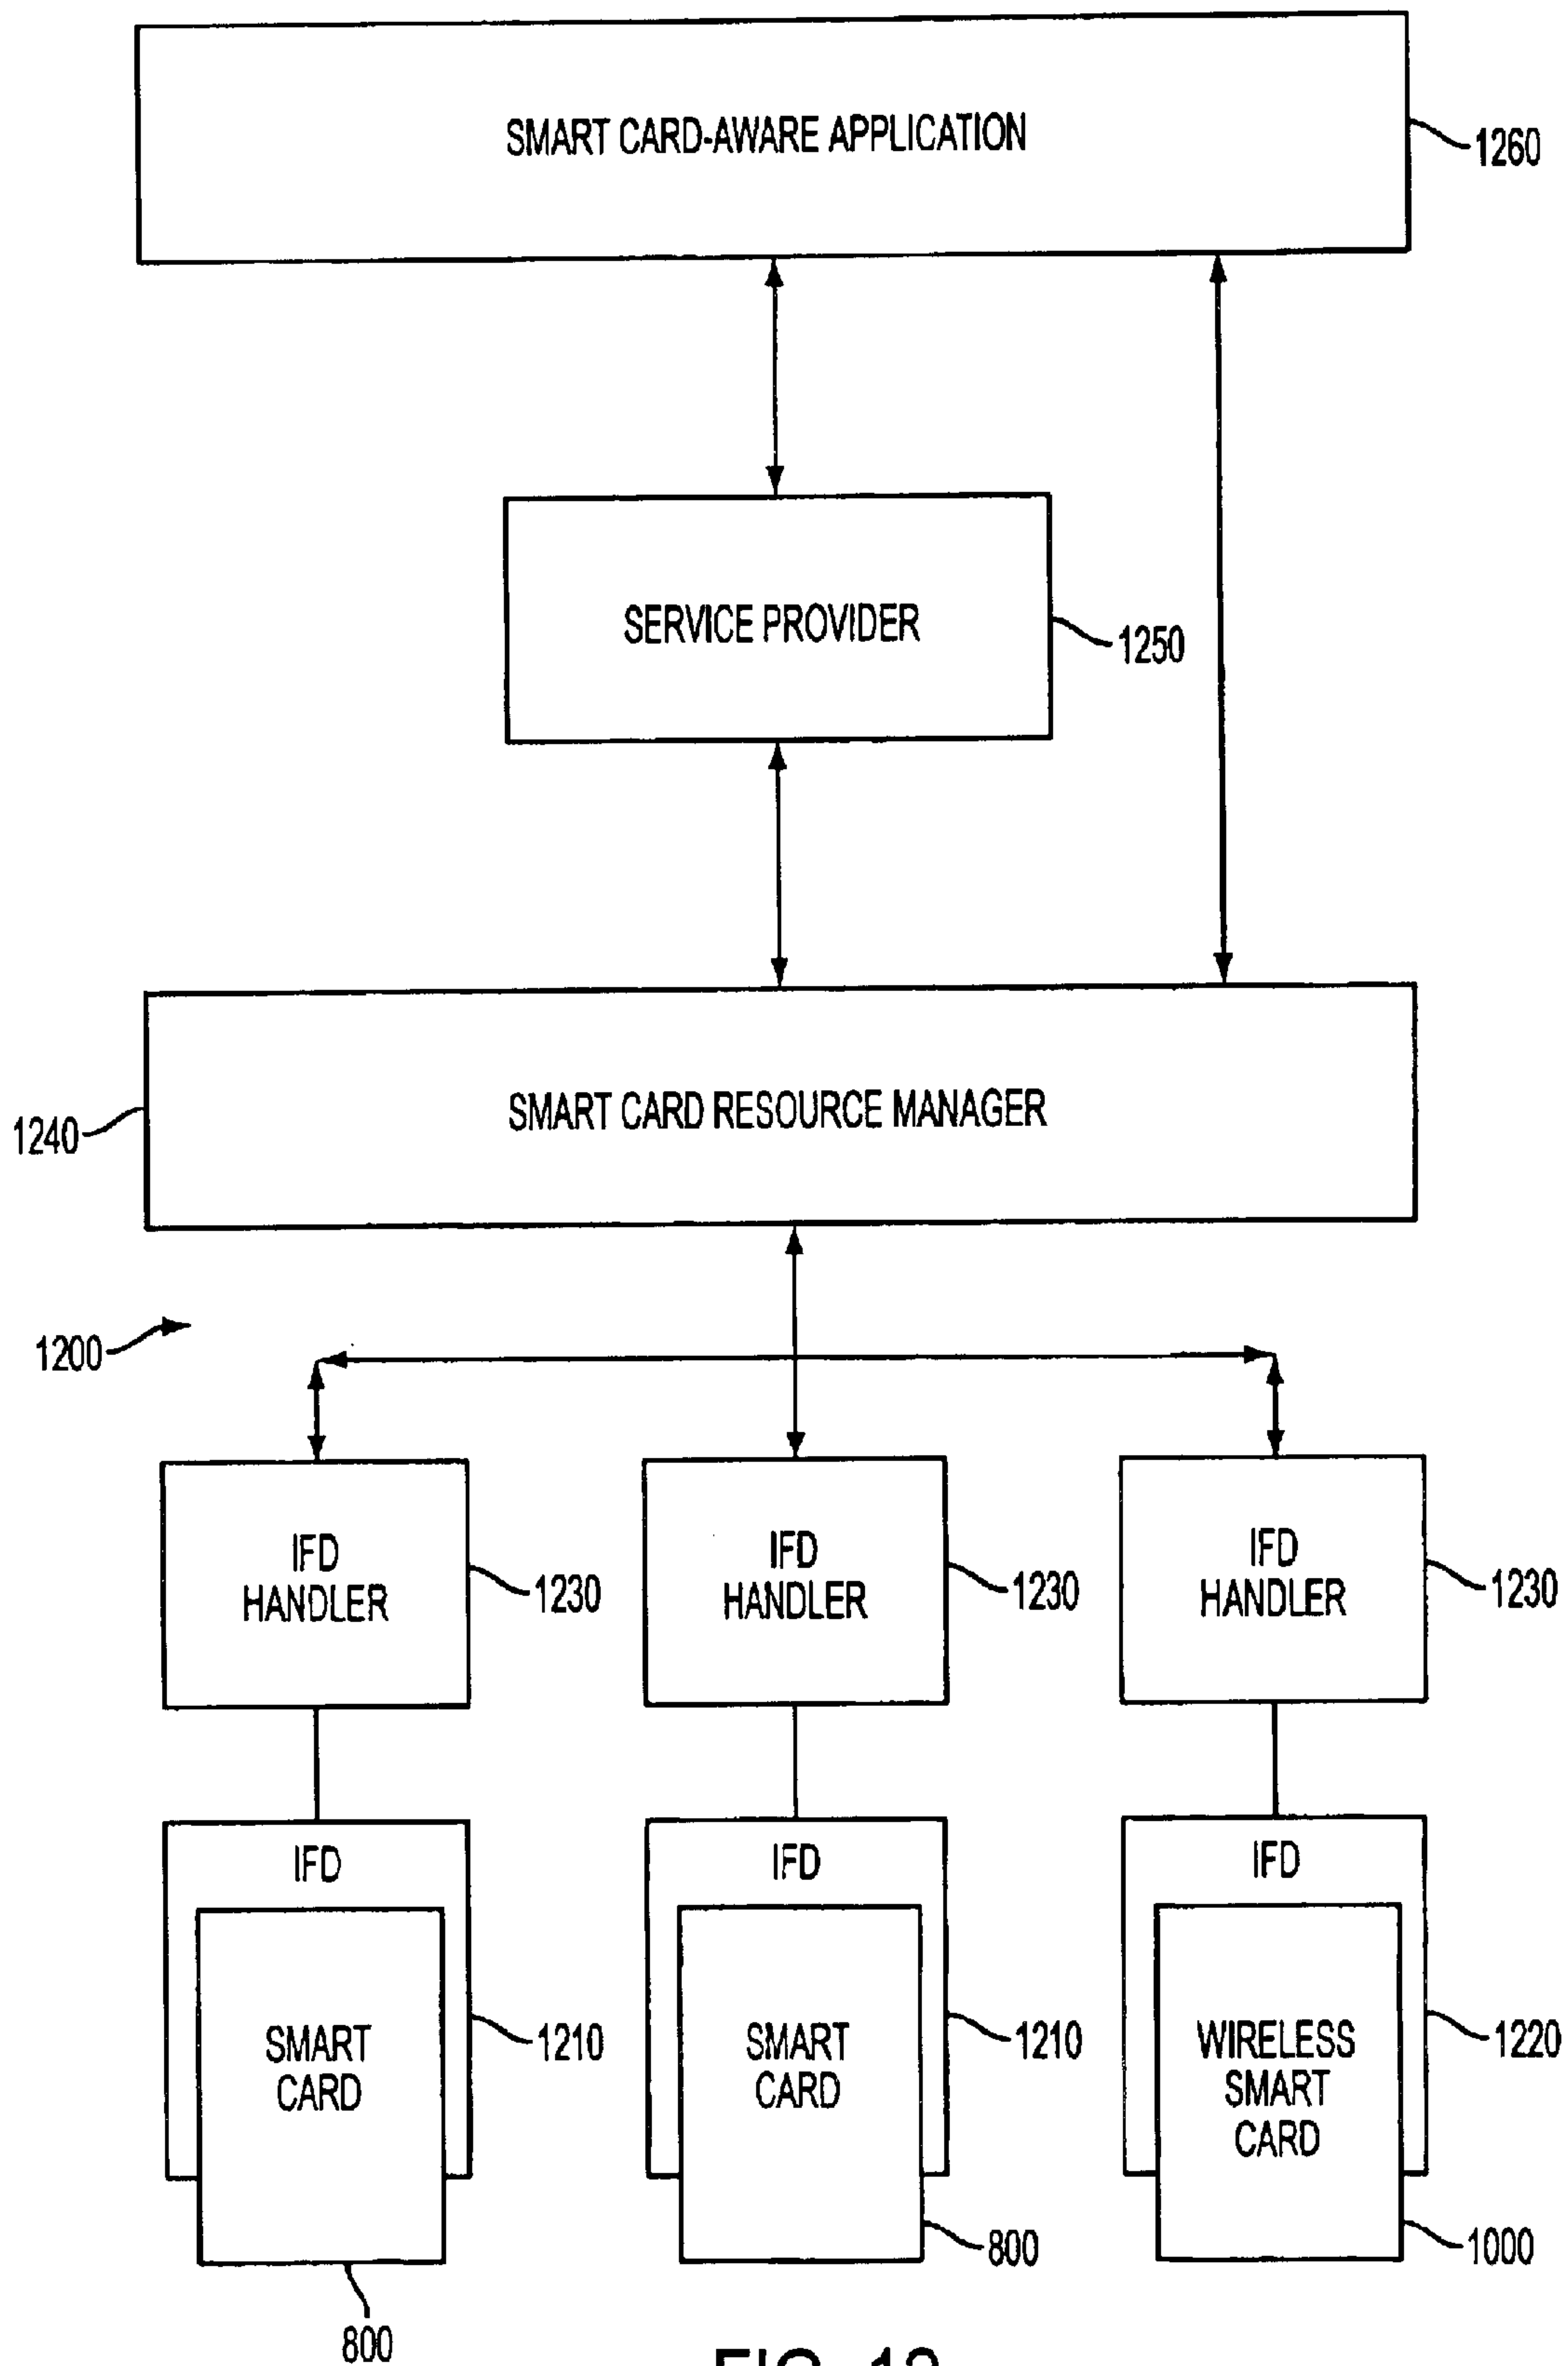 SMART CARD-AWARE APPLICATION
1260
SERVICE PROVIDER
1250
SMART CARD RESOURCE MANAGER
1240
1200
IFD
HANDLER
1230
IFD
HANDLER
1230
IFD
HANDLER
1230
IFD
SMART
CARD
1210
800
IFD
SMART
CARD
1210
800
IFD
WIRELESS
SMART
CARD
1220
1000